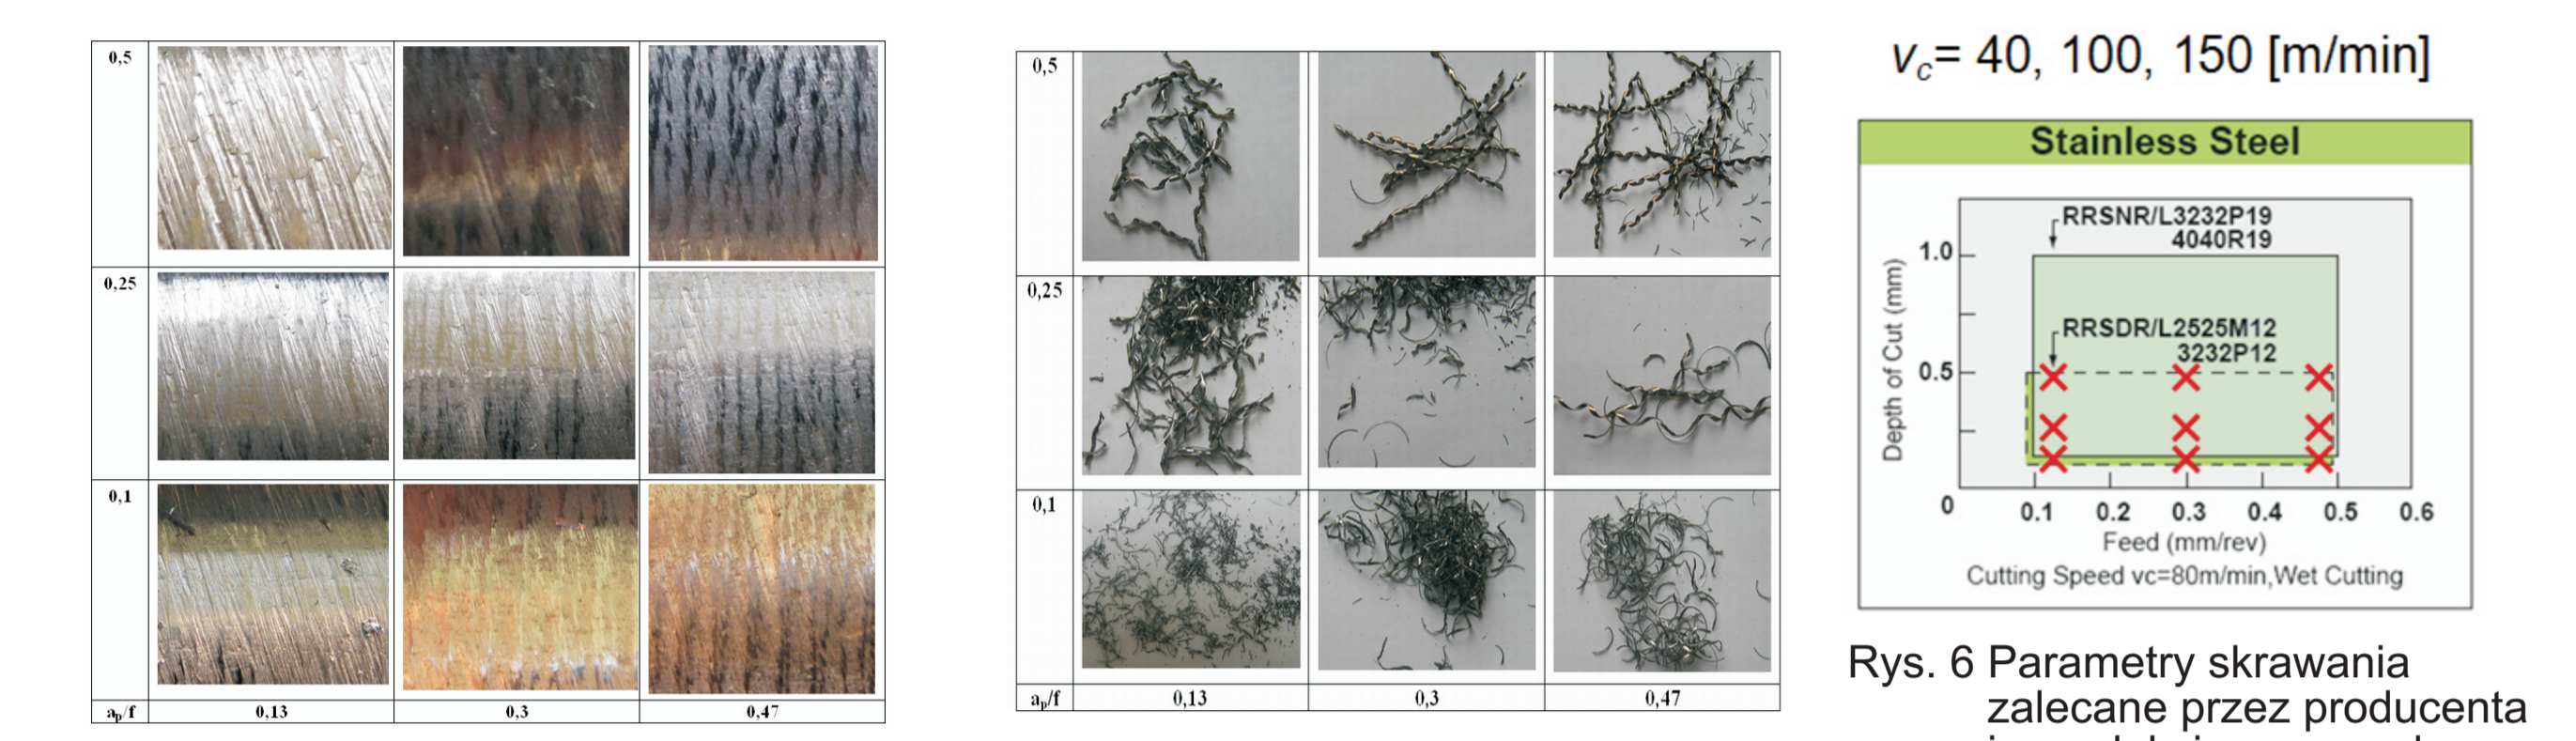 0,5
0,25
0,1
aₚ/f 0,13 0,3 0,47
0,5
0,25
0,1
aₚ/f 0,13 0,3 0,47
v꜀= 40, 100, 150 [m/min]
Stainless Steel
RRSNR/L3232P19
4040R19
1.0
RRSDR/L2525M12
3232P12
0.5
Depth of Cut (mm)
0
0.1 0.2 0.3 0.4 0.5 0.6
Feed (mm/rev)
Cutting Speed vc=80m/min,Wet Cutting
Rys. 6 Parametry skrawania
zalecane przez producenta